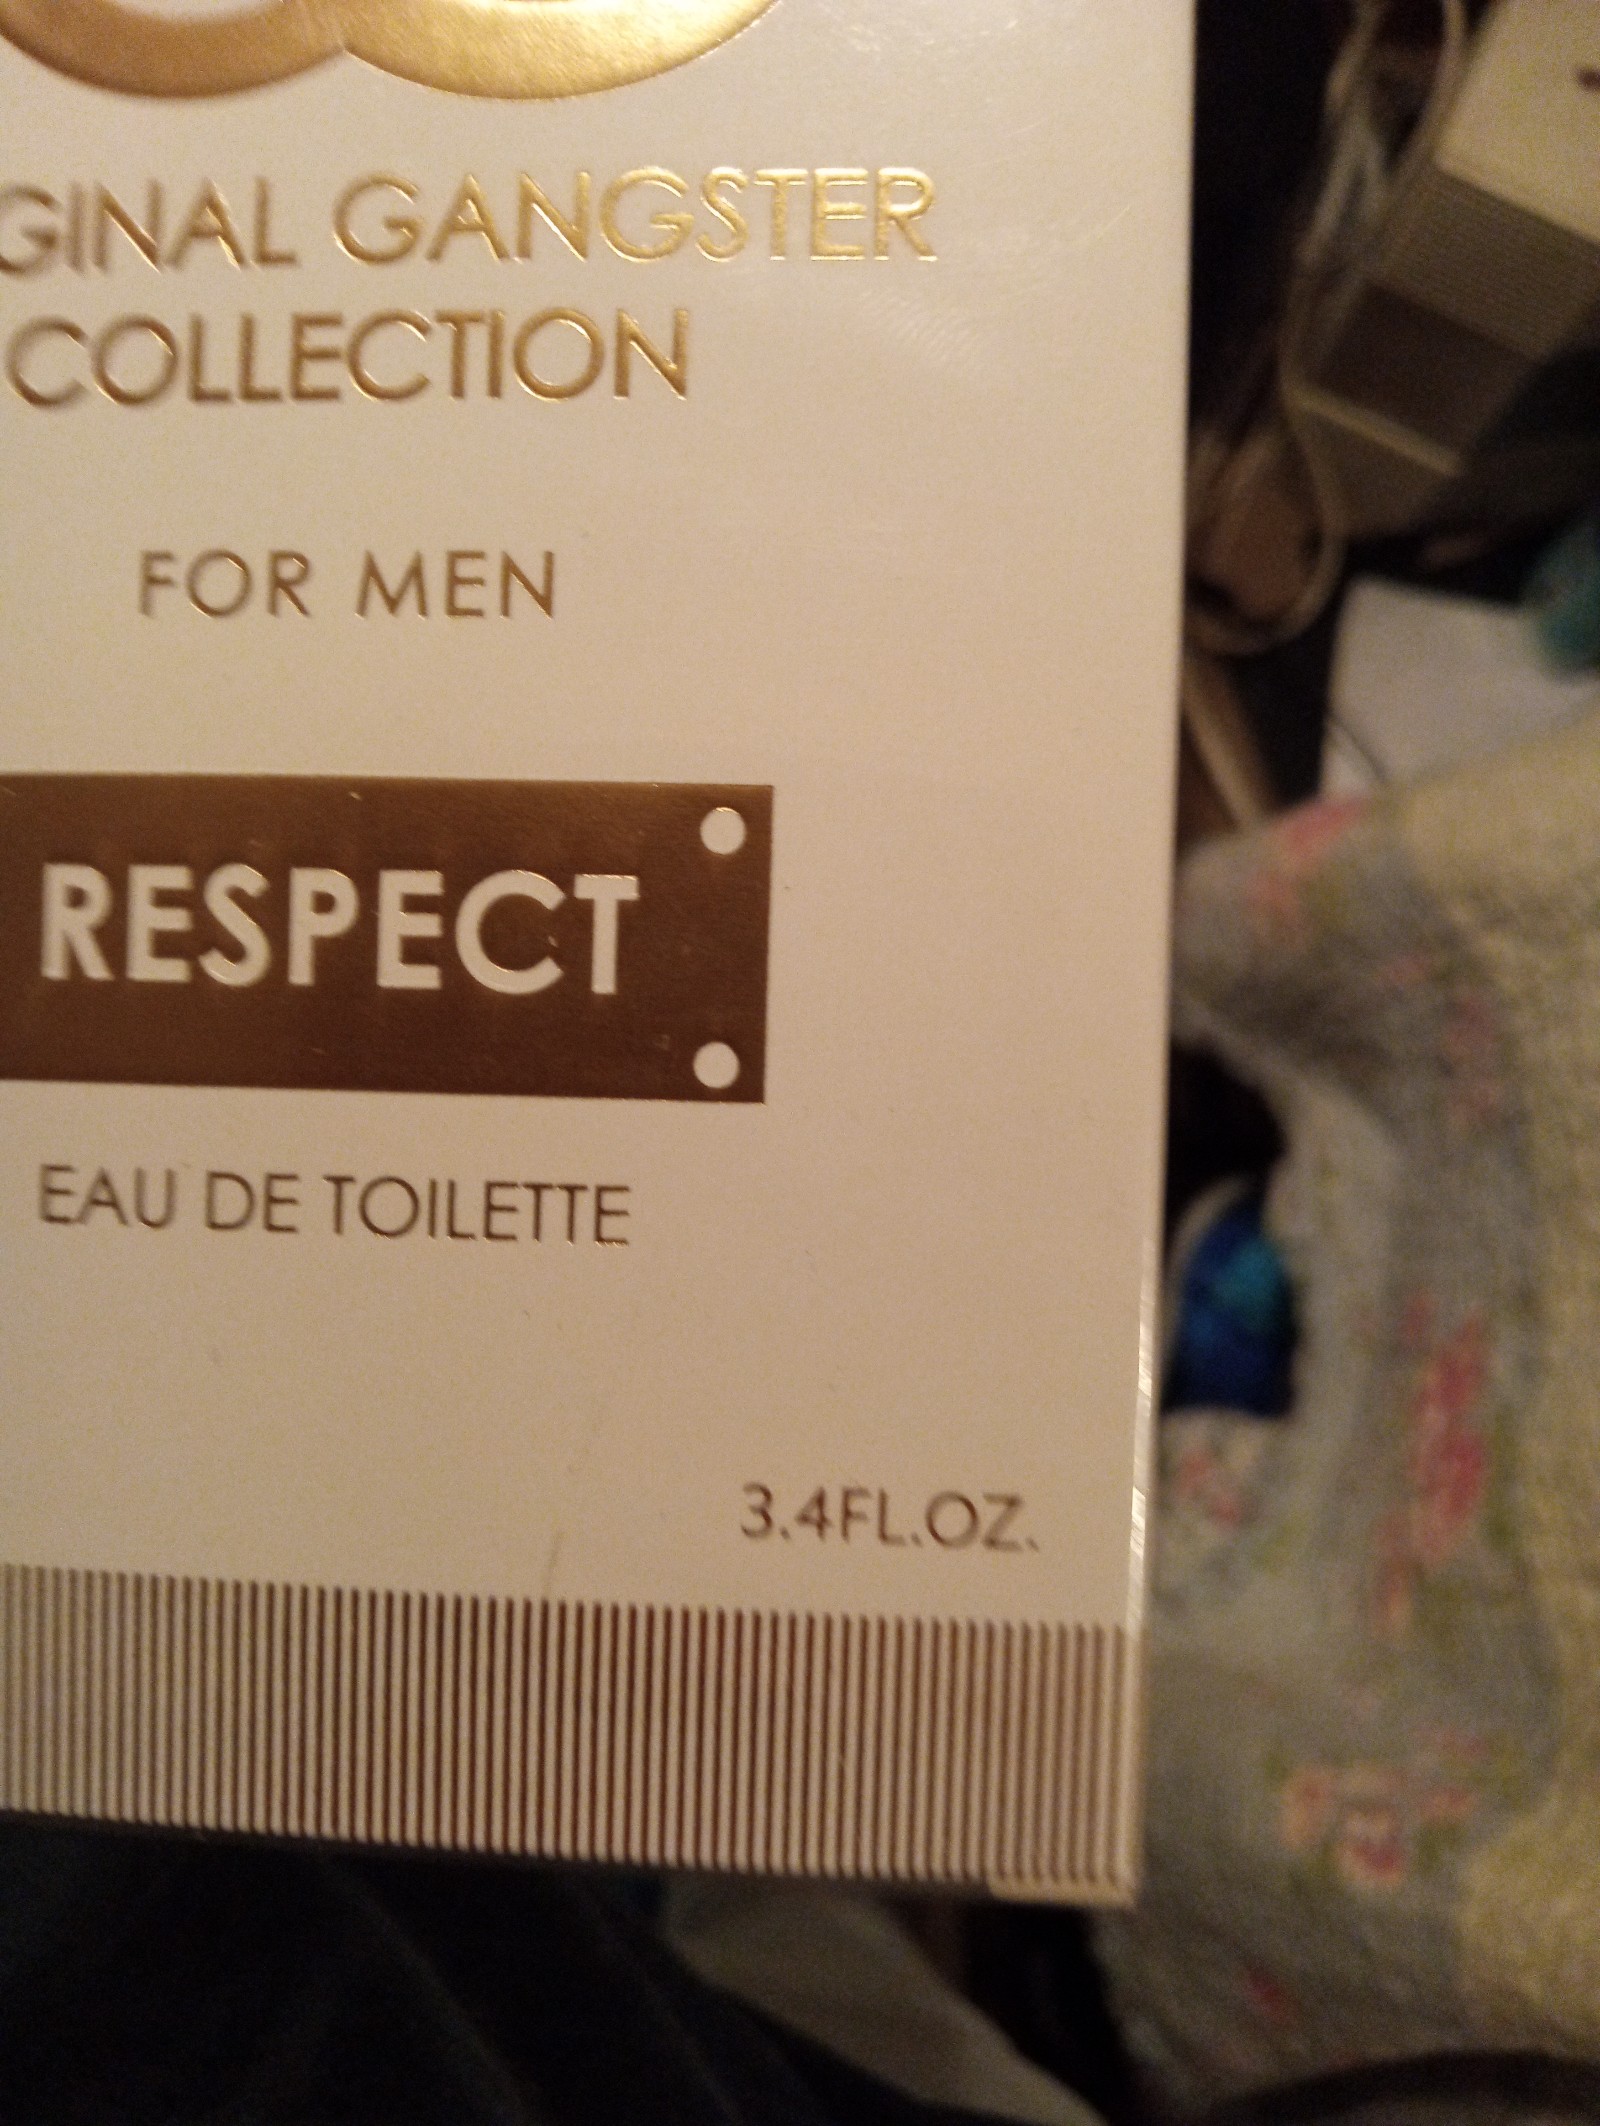 GINAL GANGSTER
COLLECTION
FOR MEN
RESPECT
EAU DE TOILETTE
3.4FL.OZ.